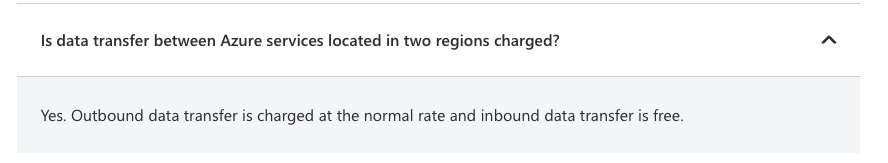 Is data transfer between Azure services located in two regions charged?
Yes. Outbound data transfer is charged at the normal rate and inbound data transfer is free.